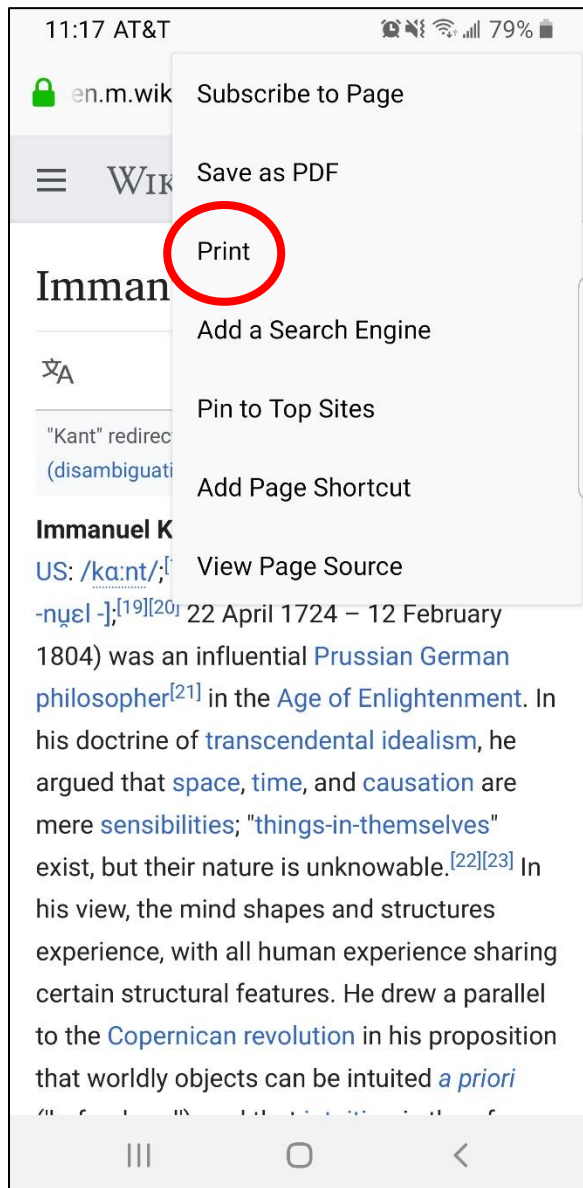 11:17 AT&T 79%
en.m.wik
Subscribe to Page
WIK
Save as PDF
Print
Imman
Add a Search Engine
文A
Pin to Top Sites
"Kant" redirec
(disambiguati
Add Page Shortcut
Immanuel K
US: /kɑːnt/;[
View Page Source
-nu̯ɛl -];[19][20] 22 April 1724 – 12 February
1804) was an influential Prussian German
philosopher[21] in the Age of Enlightenment. In
his doctrine of transcendental idealism, he
argued that space, time, and causation are
mere sensibilities; "things-in-themselves"
exist, but their nature is unknowable.[22][23] In
his view, the mind shapes and structures
experience, with all human experience sharing
certain structural features. He drew a parallel
to the Copernican revolution in his proposition
that worldly objects can be intuited a priori